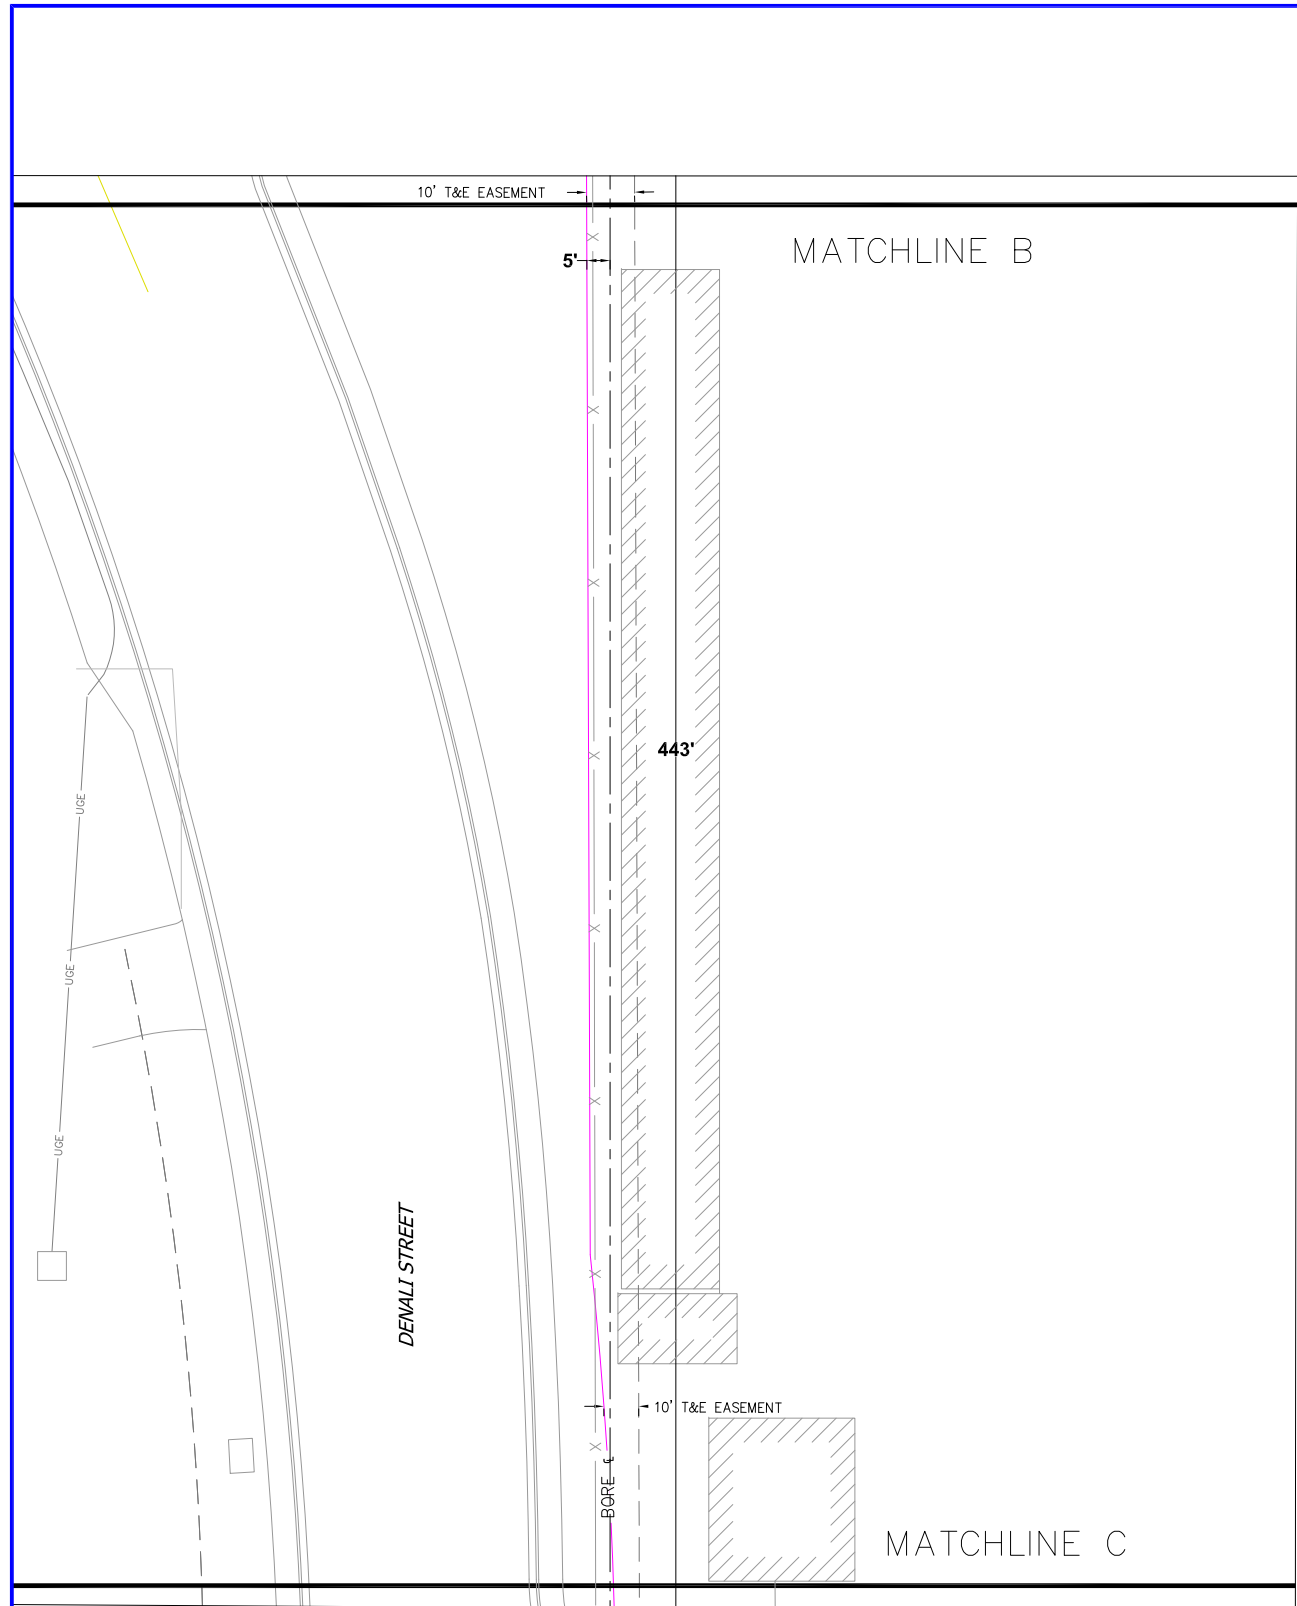 10' T&E EASEMENT
MATCHLINE B
X
5'
X
X
443'
X
UGE
X
UGE
X
UGE
DENALI STREET
X
10' T&E EASEMENT
X
BORE
MATCHLINE C